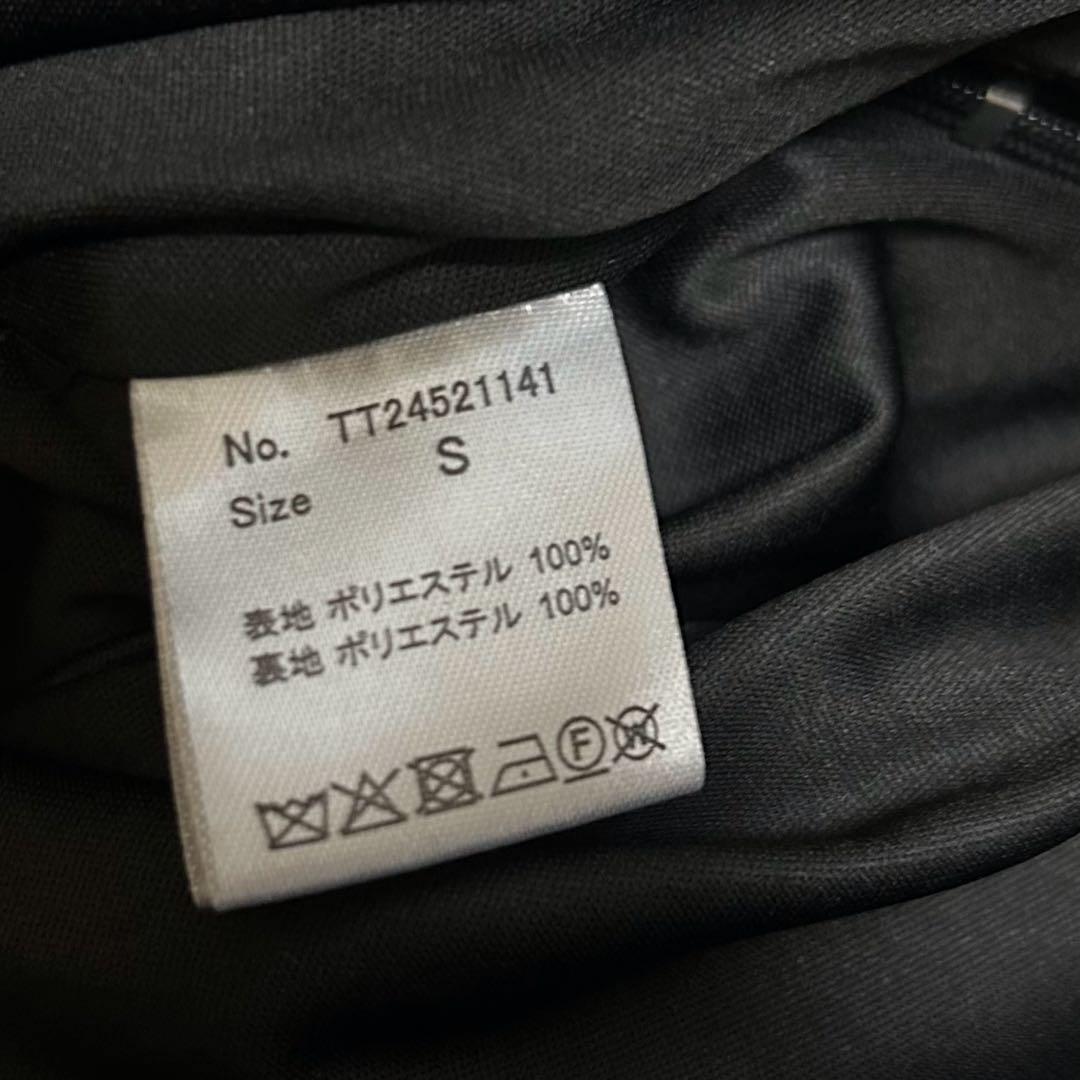 No. TT24521141
Size S
表地 ポリエステル 100%
裏地 ポリエステル 100%
F W